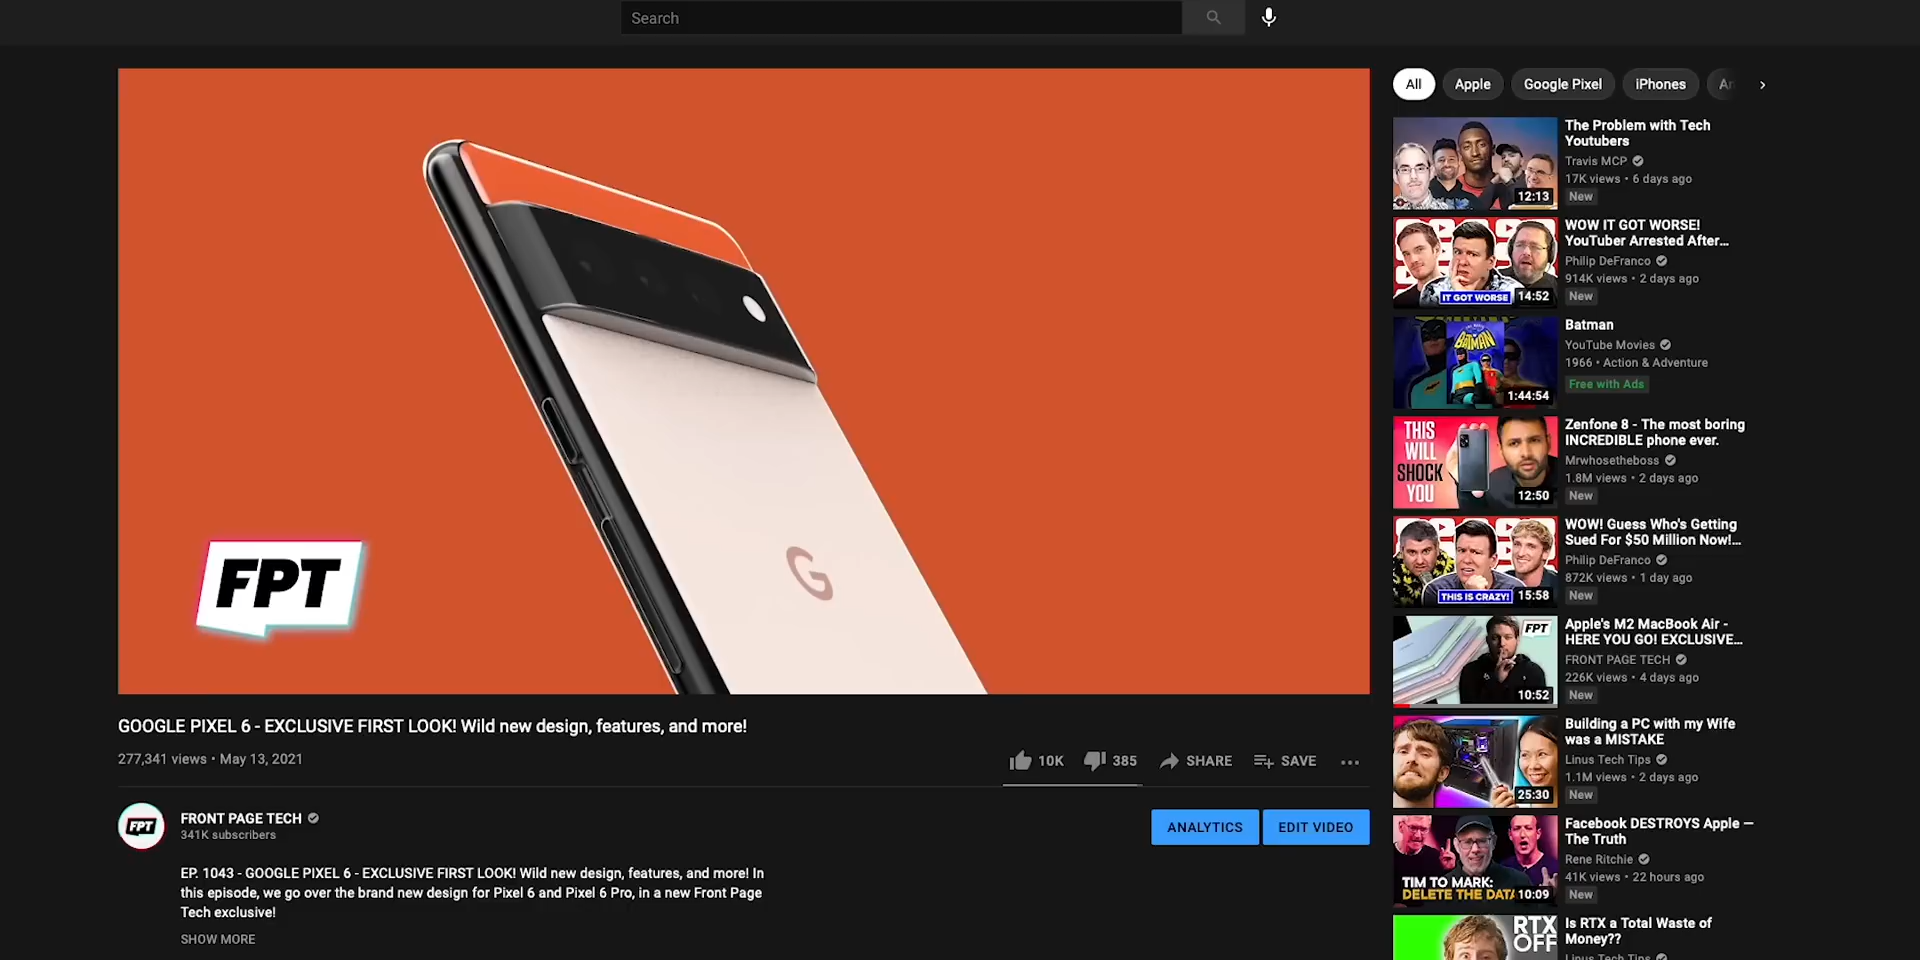 Search
All
Apple
Google Pixel
iPhones
FPT
GOOGLE PIXEL 6 - EXCLUSIVE FIRST LOOK! Wild new design, features, and more!
277,341 views • May 13, 2021
10K
385
SHARE
SAVE
FPT
FRONT PAGE TECH
341K subscribers
ANALYTICS
EDIT VIDEO
EP. 1043 - GOOGLE PIXEL 6 - EXCLUSIVE FIRST LOOK! Wild new design, features, and more! In
this episode, we go over the brand new design for Pixel 6 and Pixel 6 Pro, in a new Front Page
Tech exclusive!
SHOW MORE
12:13
The Problem with Tech
Youtubers
Travis MCP
17K views • 6 days ago
New
IT GOT WORSE
14:52
WOW IT GOT WORSE!
YouTuber Arrested After...
Philip DeFranco
914K views • 2 days ago
New
BATMAN
1:44:54
Batman
YouTube Movies
1966 • Action & Adventure
Free with Ads
THIS
WILL
SHOCK
YOU
12:50
Zenfone 8 - The most boring
INCREDIBLE phone ever.
Mrwhosetheboss
1.8M views • 2 days ago
New
THIS IS CRAZY!
15:58
WOW! Guess Who's Getting
Sued For $50 Million Now!...
Philip DeFranco
872K views • 1 day ago
New
FPT
10:52
Apple's M2 MacBook Air -
HERE YOU GO! EXCLUSIVE...
FRONT PAGE TECH
226K views • 4 days ago
New
25:30
Building a PC with my Wife
was a MISTAKE
Linus Tech Tips
1.1M views • 2 days ago
New
TIM TO MARK:
DELETE THE DATA
10:09
Facebook DESTROYS Apple —
The Truth
Rene Ritchie
41K views • 22 hours ago
New
RTX
OFF
Is RTX a Total Waste of
Money??
Linus Tech Tips